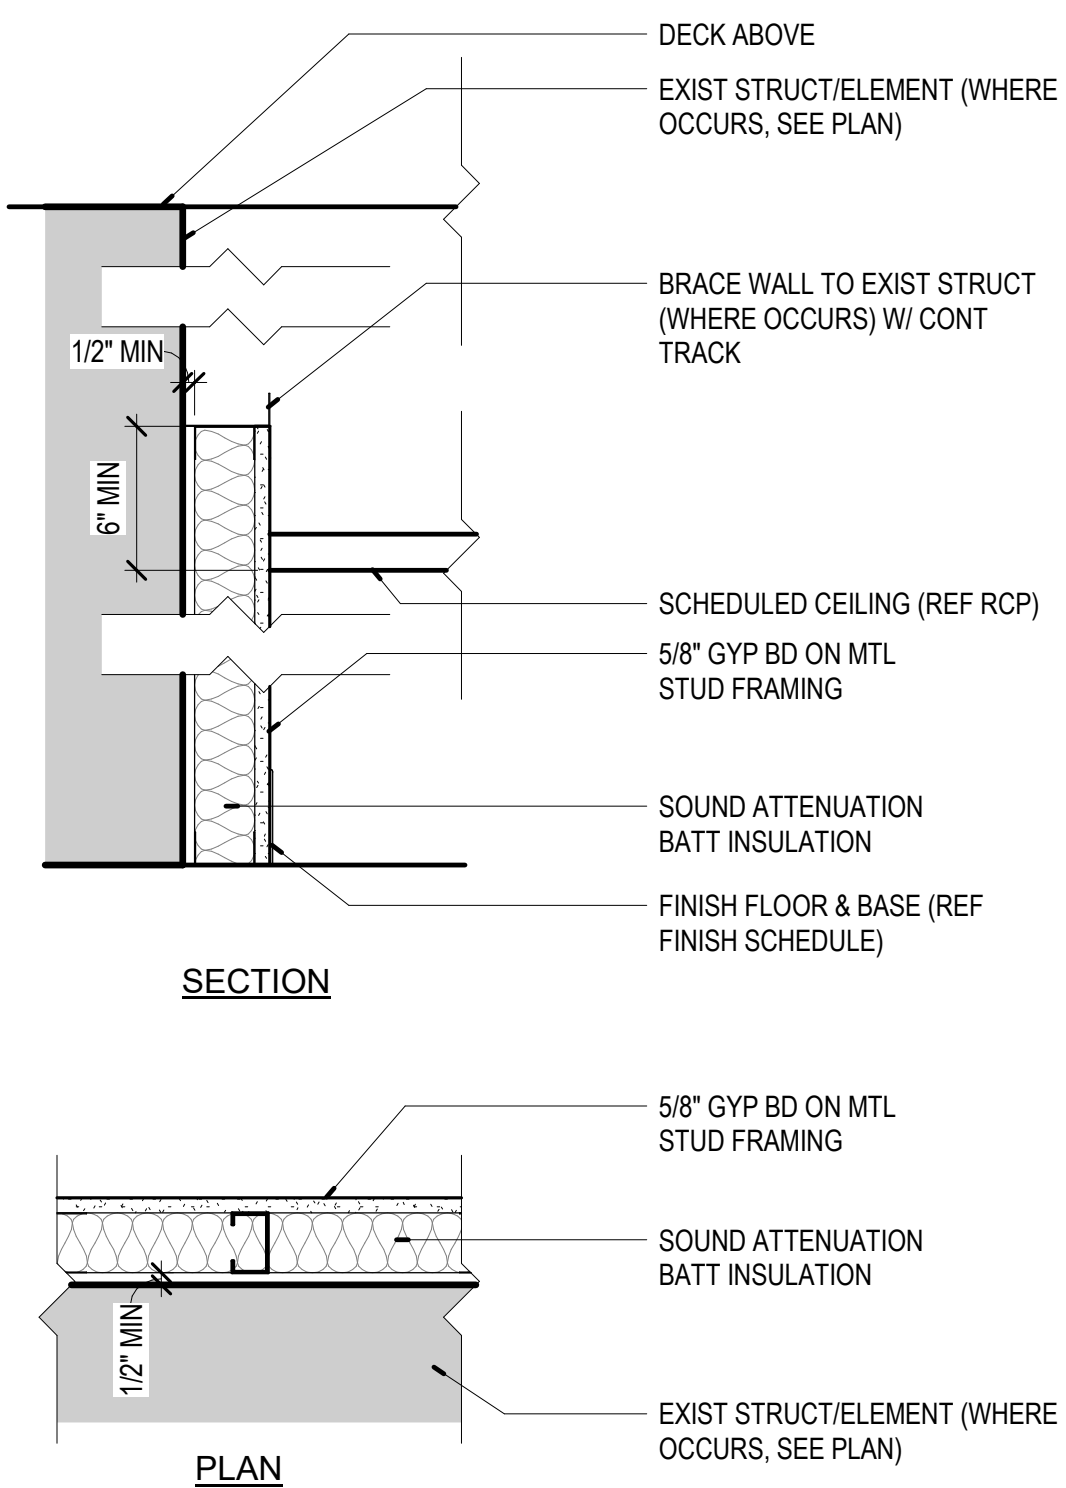 DECK ABOVE
EXIST STRUCT/ELEMENT (WHERE
OCCURS, SEE PLAN)
BRACE WALL TO EXIST STRUCT
(WHERE OCCURS) W/ CONT
TRACK
1/2" MIN
6" MIN
SCHEDULED CEILING (REF RCP)
5/8" GYP BD ON MTL
STUD FRAMING
SOUND ATTENUATION
BATT INSULATION
FINISH FLOOR & BASE (REF
FINISH SCHEDULE)
SECTION
5/8" GYP BD ON MTL
STUD FRAMING
SOUND ATTENUATION
BATT INSULATION
1/2" MIN
EXIST STRUCT/ELEMENT (WHERE
OCCURS, SEE PLAN)
PLAN